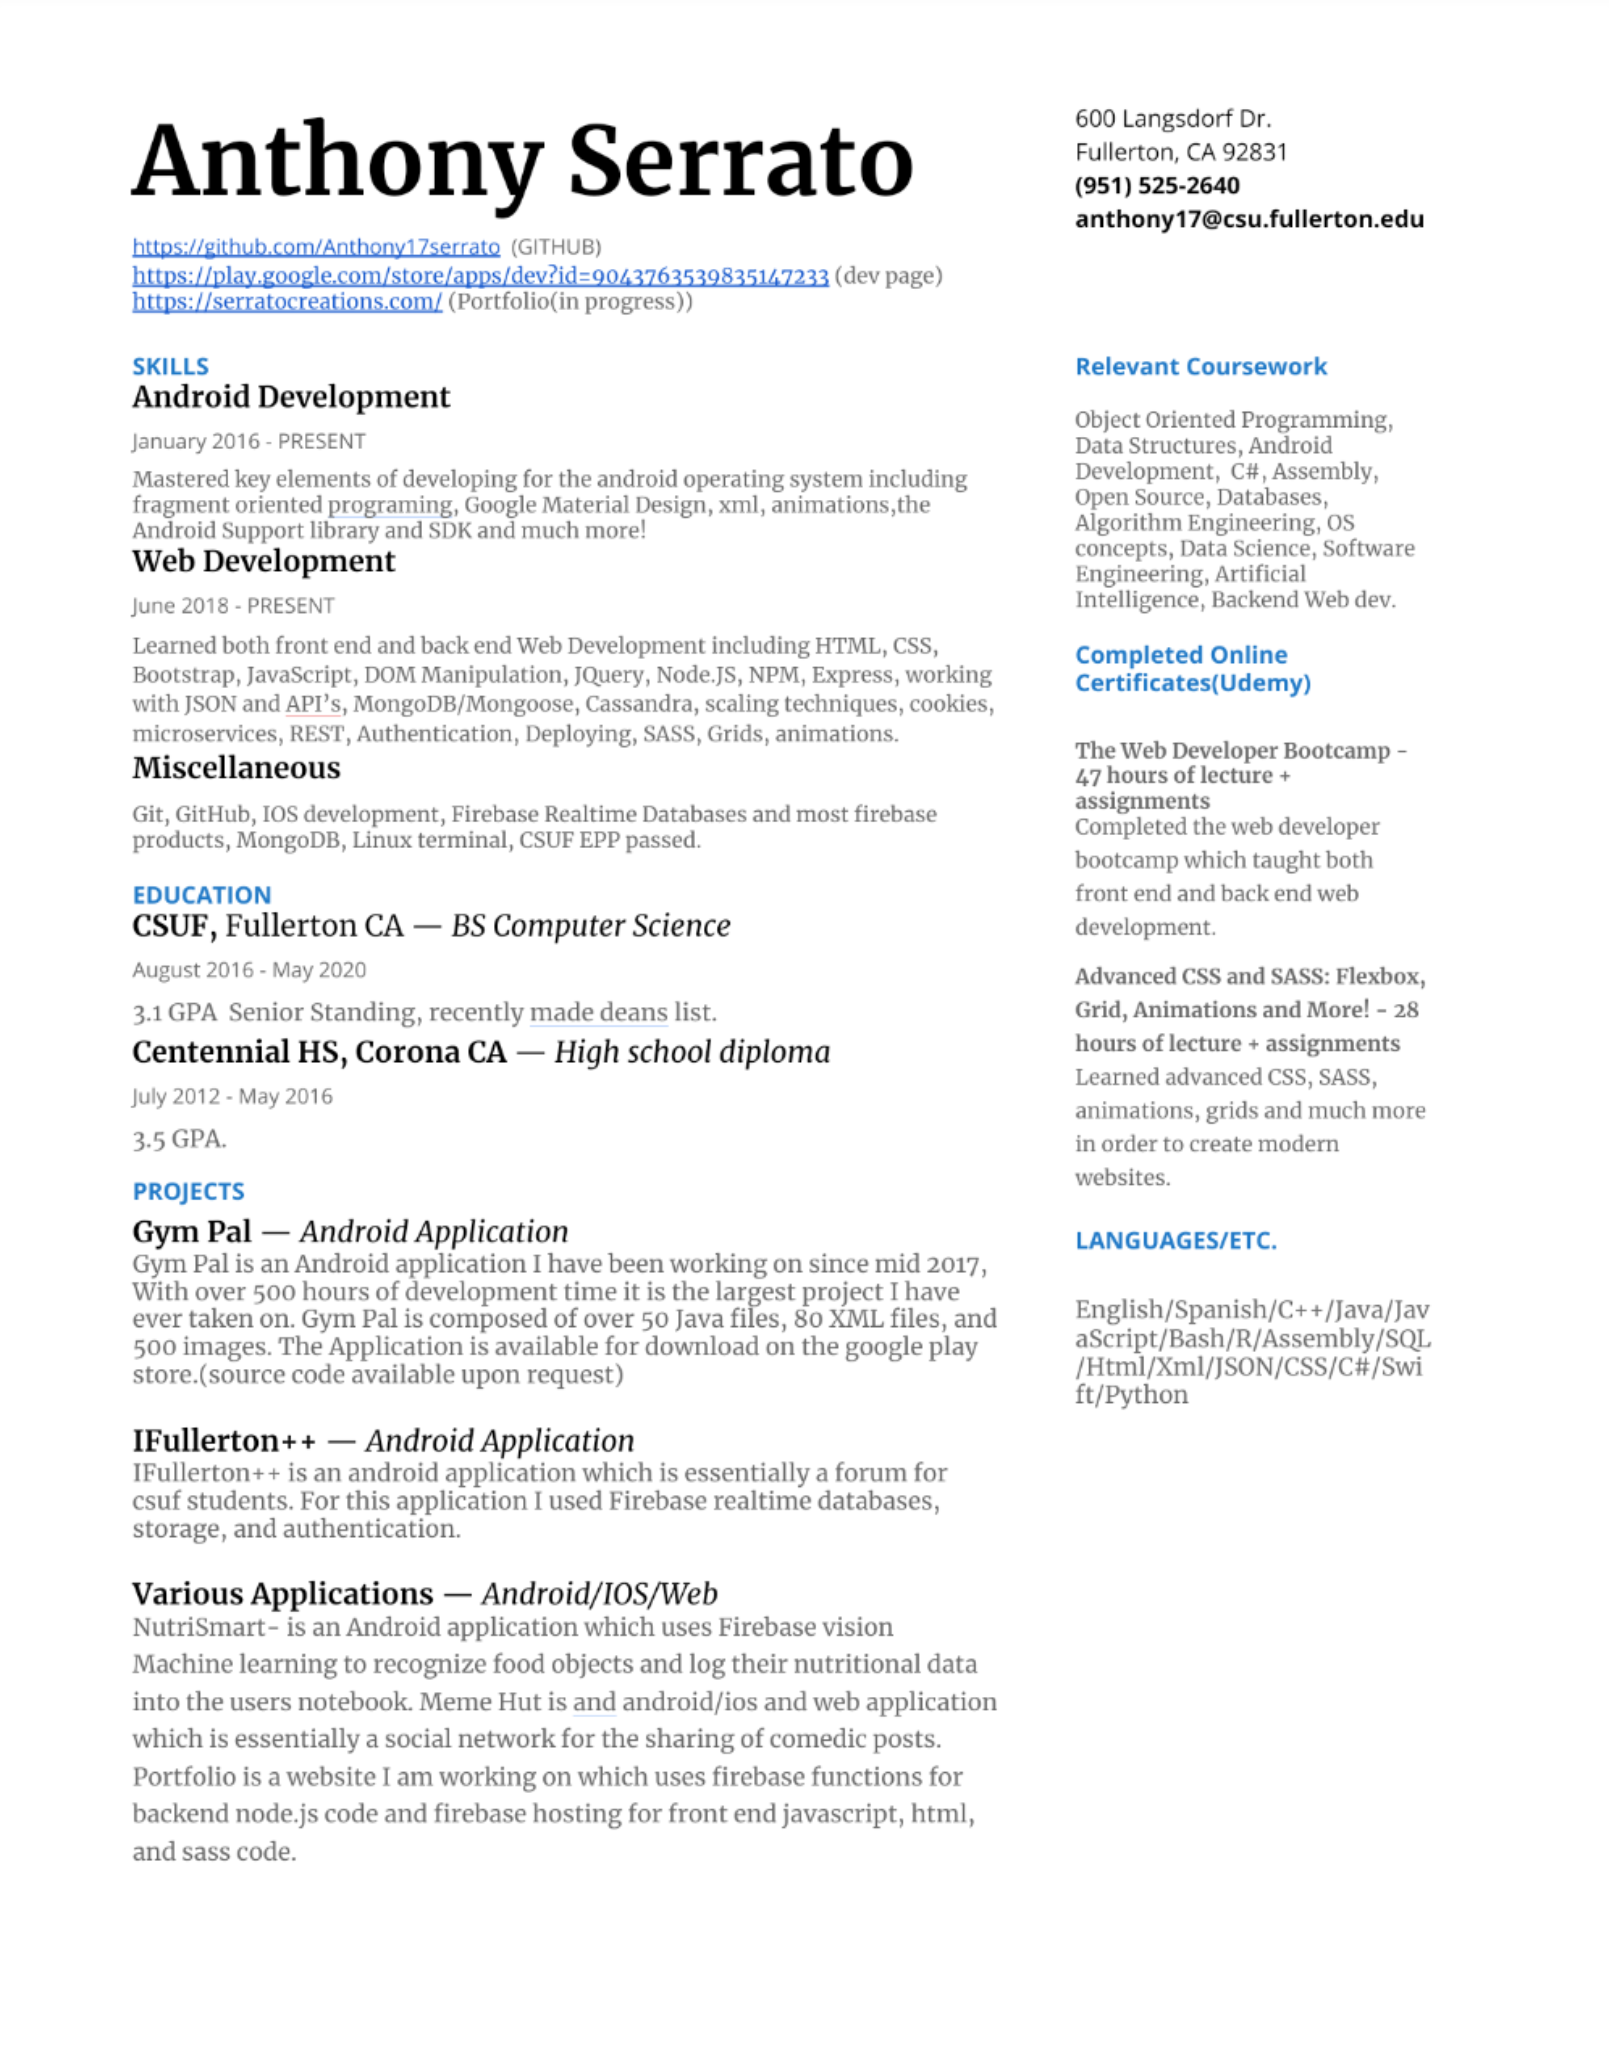 Anthony Serrato
https://github.com/Anthony17serrato (GITHUB)
https://play.google.com/store/apps/dev?id=9043763539835147233 (dev page)
https://serratocreations.com/ (Portfolio(in progress))
600 Langsdorf Dr.
Fullerton, CA 92831
(951) 525-2640
anthony17@csu.fullerton.edu
SKILLS
Android Development
January 2016 - PRESENT
Mastered key elements of developing for the android operating system including
fragment oriented programing, Google Material Design, xml, animations,the
Android Support library and SDK and much more!
Web Development
June 2018 - PRESENT
Learned both front end and back end Web Development including HTML, CSS,
Bootstrap, JavaScript, DOM Manipulation, JQuery, Node.JS, NPM, Express, working
with JSON and API’s, MongoDB/Mongoose, Cassandra, scaling techniques, cookies,
microservices, REST, Authentication, Deploying, SASS, Grids, animations.
Miscellaneous
Git, GitHub, IOS development, Firebase Realtime Databases and most firebase
products, MongoDB, Linux terminal, CSUF EPP passed.
EDUCATION
CSUF, Fullerton CA — BS Computer Science
August 2016 - May 2020
3.1 GPA  Senior Standing, recently made deans list.
Centennial HS, Corona CA — High school diploma
July 2012 - May 2016
3.5 GPA.
PROJECTS
Gym Pal — Android Application
Gym Pal is an Android application I have been working on since mid 2017,
With over 500 hours of development time it is the largest project I have
ever taken on. Gym Pal is composed of over 50 Java files, 80 XML files, and
500 images. The Application is available for download on the google play
store.(source code available upon request)
IFullerton++ — Android Application
IFullerton++ is an android application which is essentially a forum for
csuf students. For this application I used Firebase realtime databases,
storage, and authentication.
Various Applications — Android/IOS/Web
NutriSmart- is an Android application which uses Firebase vision
Machine learning to recognize food objects and log their nutritional data
into the users notebook. Meme Hut is and android/ios and web application
which is essentially a social network for the sharing of comedic posts.
Portfolio is a website I am working on which uses firebase functions for
backend node.js code and firebase hosting for front end javascript, html,
and sass code.
Relevant Coursework
Object Oriented Programming,
Data Structures, Android
Development,  C#, Assembly,
Open Source, Databases,
Algorithm Engineering, OS
concepts, Data Science, Software
Engineering, Artificial
Intelligence, Backend Web dev.
Completed Online
Certificates(Udemy)
The Web Developer Bootcamp -
47 hours of lecture +
assignments
Completed the web developer
bootcamp which taught both
front end and back end web
development.
Advanced CSS and SASS: Flexbox,
Grid, Animations and More! - 28
hours of lecture + assignments
Learned advanced CSS, SASS,
animations, grids and much more
in order to create modern
websites.
LANGUAGES/ETC.
English/Spanish/C++/Java/Jav
aScript/Bash/R/Assembly/SQL
/Html/Xml/JSON/CSS/C#/Swi
ft/Python